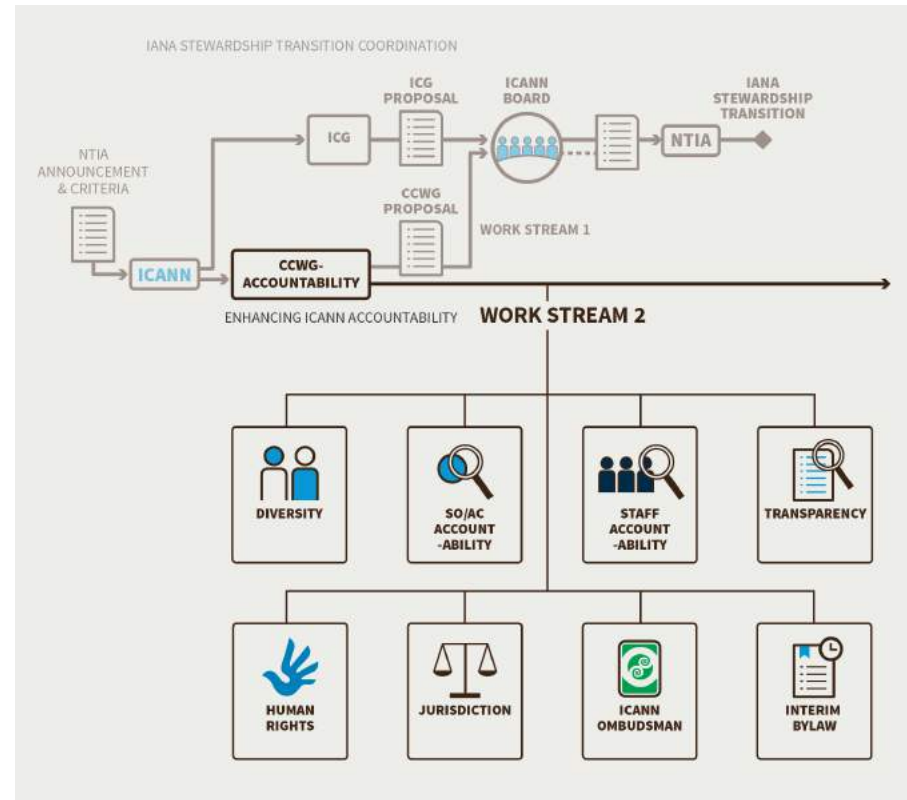 IANA STEWARDSHIP TRANSITION COORDINATION
NTIA
ANNOUNCEMENT
& CRITERIA
ICANN
ICG
ICG
PROPOSAL
ICANN
BOARD
NTIA
IANA
STEWARDSHIP
TRANSITION
CCWG
PROPOSAL
WORK STREAM 1
CCWG-
ACCOUNTABILITY
ENHANCING ICANN ACCOUNTABILITY
WORK STREAM 2
DIVERSITY
SO/AC
ACCOUNT
-ABILITY
STAFF
ACCOUNT
-ABILITY
TRANSPARENCY
HUMAN
RIGHTS
JURISDICTION
ICANN
OMBUDSMAN
INTERIM
BYLAW